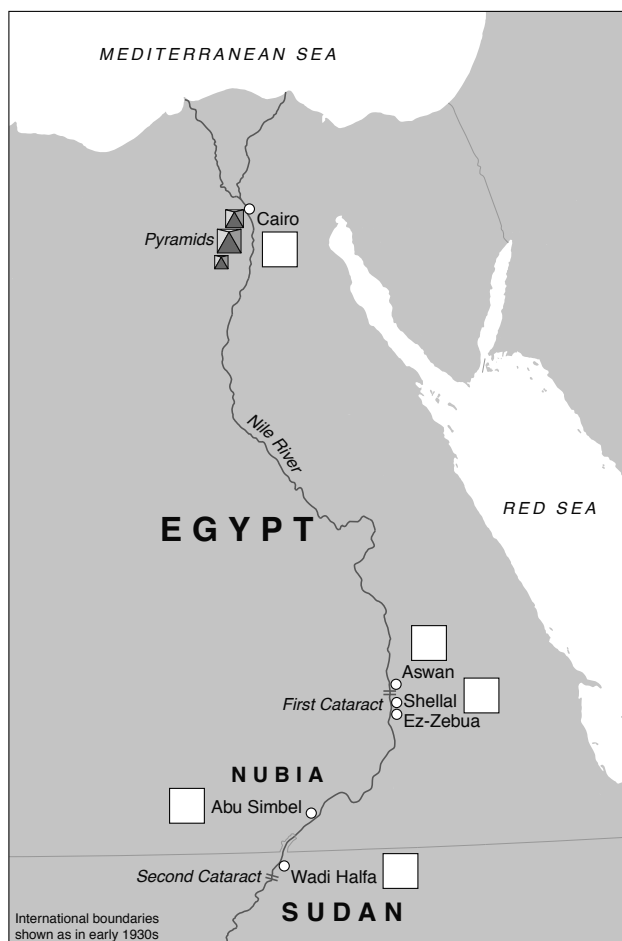 MEDITERRANEAN SEA
Cairo
Pyramids
Nile River
RED SEA
EGYPT
Aswan
First Cataract
Shellal
Ez-Zebua
NUBIA
Abu Simbel
Second Cataract
Wadi Halfa
SUDAN
International boundaries
shown as in early 1930s